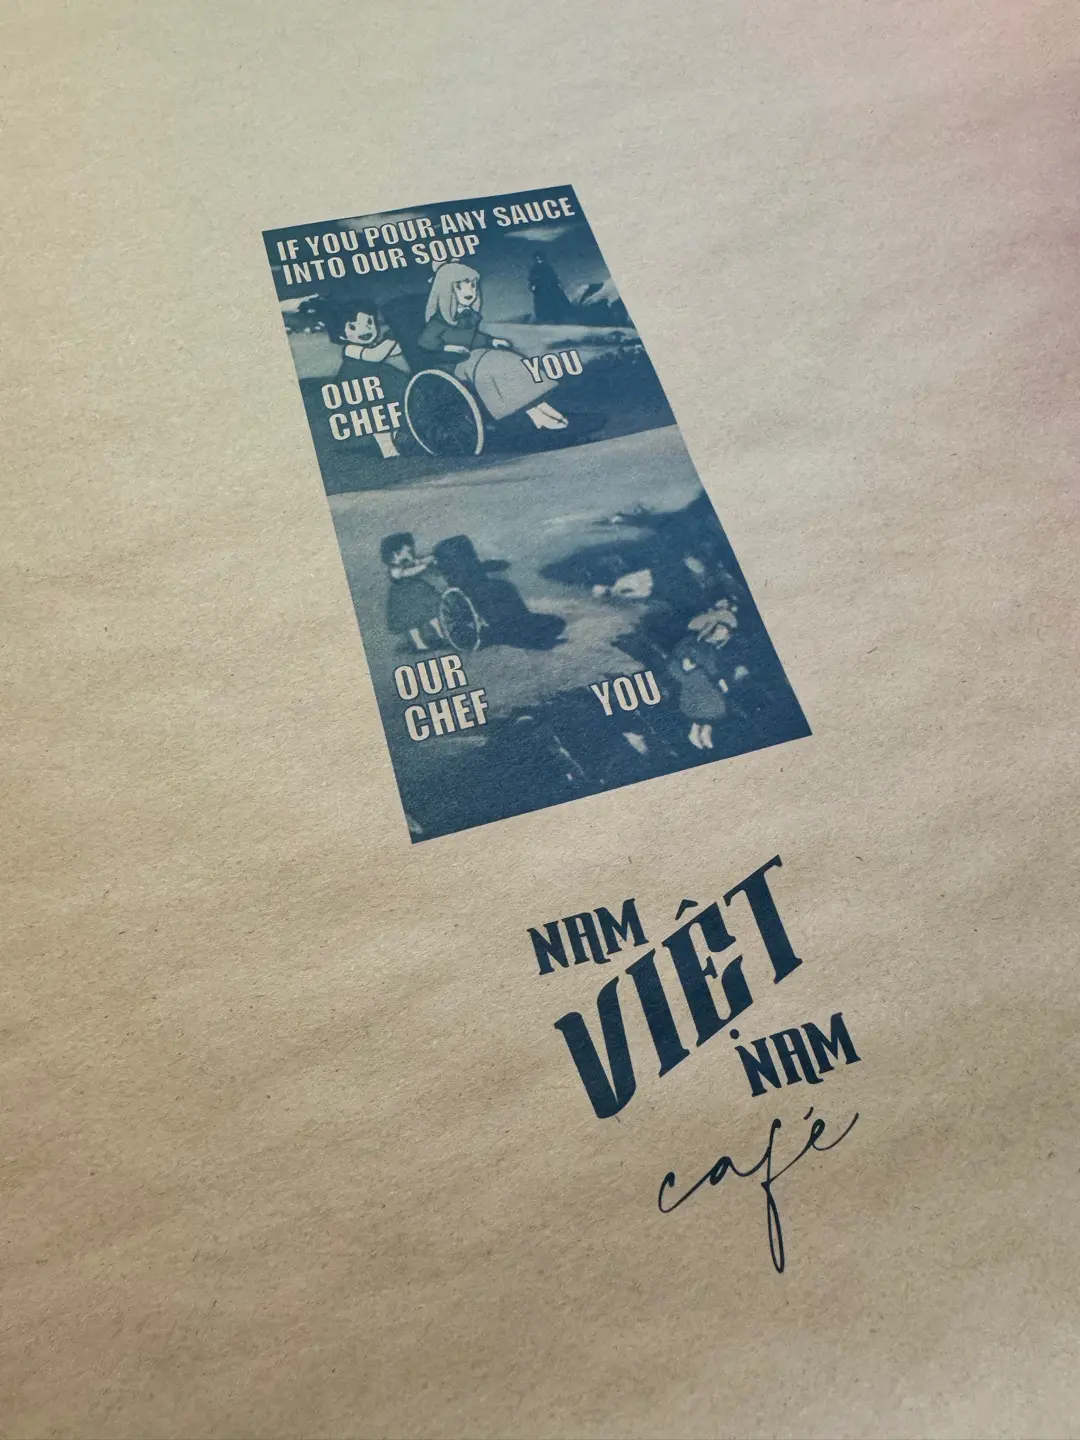 IF YOU POUR ANY SAUCE
INTO OUR SOUP
OUR
CHEF
YOU
OUR
CHEF
YOU
NAM
VIỆT
NAM
café